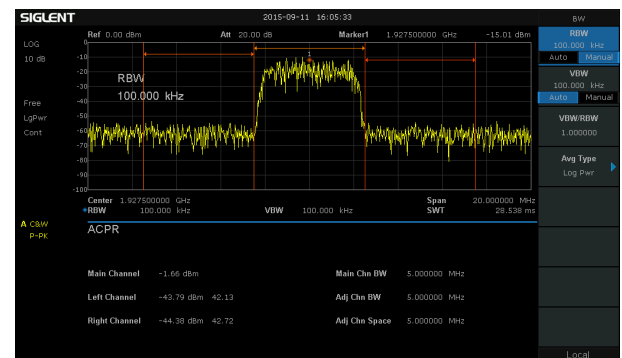 SIGLENT
2015-09-11 16:05:33
BW
Ref 0.00 dBm Att 20.00 dB Marker1 1.927500000 GHz -15.01 dBm
LOG
10 dB
Free
LgPwr
Cont
A C&W
P-PK
0
-10
-20
-30
-40
-50
-60
-70
-80
-90
-100
1
RBW
100.000 kHz
Center 1.927500000 GHz Span 20.000000 MHz
*RBW 100.000 kHz VBW 100.000 kHz SWT 28.538 ms
ACPR
Main Channel -1.66 dBm Main Chn BW 5.000000 MHz
Left Channel -43.79 dBm 42.13 Adj Chn BW 5.000000 MHz
Right Channel -44.38 dBm 42.72 Adj Chn Space 5.000000 MHz
RBW
100.000 kHz
Auto Manual
VBW
100.000 kHz
Auto Manual
VBW/RBW
1.000000
Avg Type
Log Pwr
Local